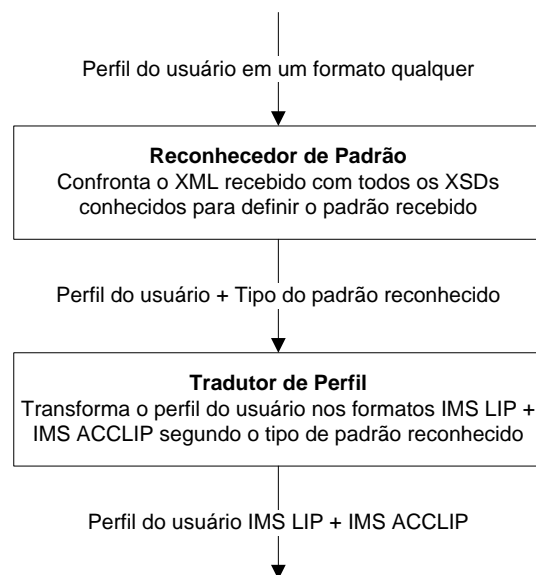 Perfil do usuário em um formato qualquer
Reconhecedor de Padrão
Confronta o XML recebido com todos os XSDs
conhecidos para definir o padrão recebido
Perfil do usuário + Tipo do padrão reconhecido
Tradutor de Perfil
Transforma o perfil do usuário nos formatos IMS LIP +
IMS ACCLIP segundo o tipo de padrão reconhecido
Perfil do usuário IMS LIP + IMS ACCLIP